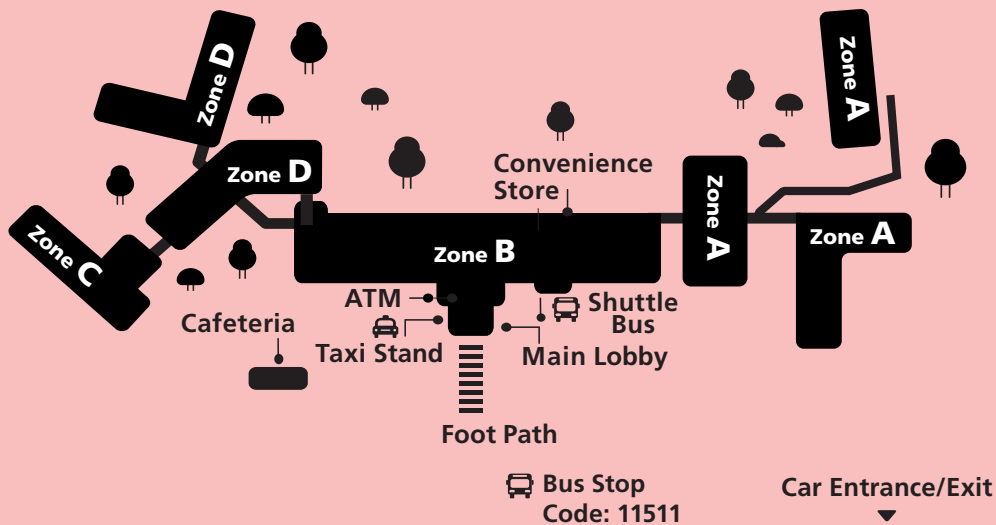 Zone D
Zone A
Convenience
Store
Zone D
Zone A
Zone C
Zone B
Zone A
ATM
Shuttle
Bus
Cafeteria
Taxi Stand
Main Lobby
Foot Path
Bus Stop
Code: 11511
Car Entrance/Exit